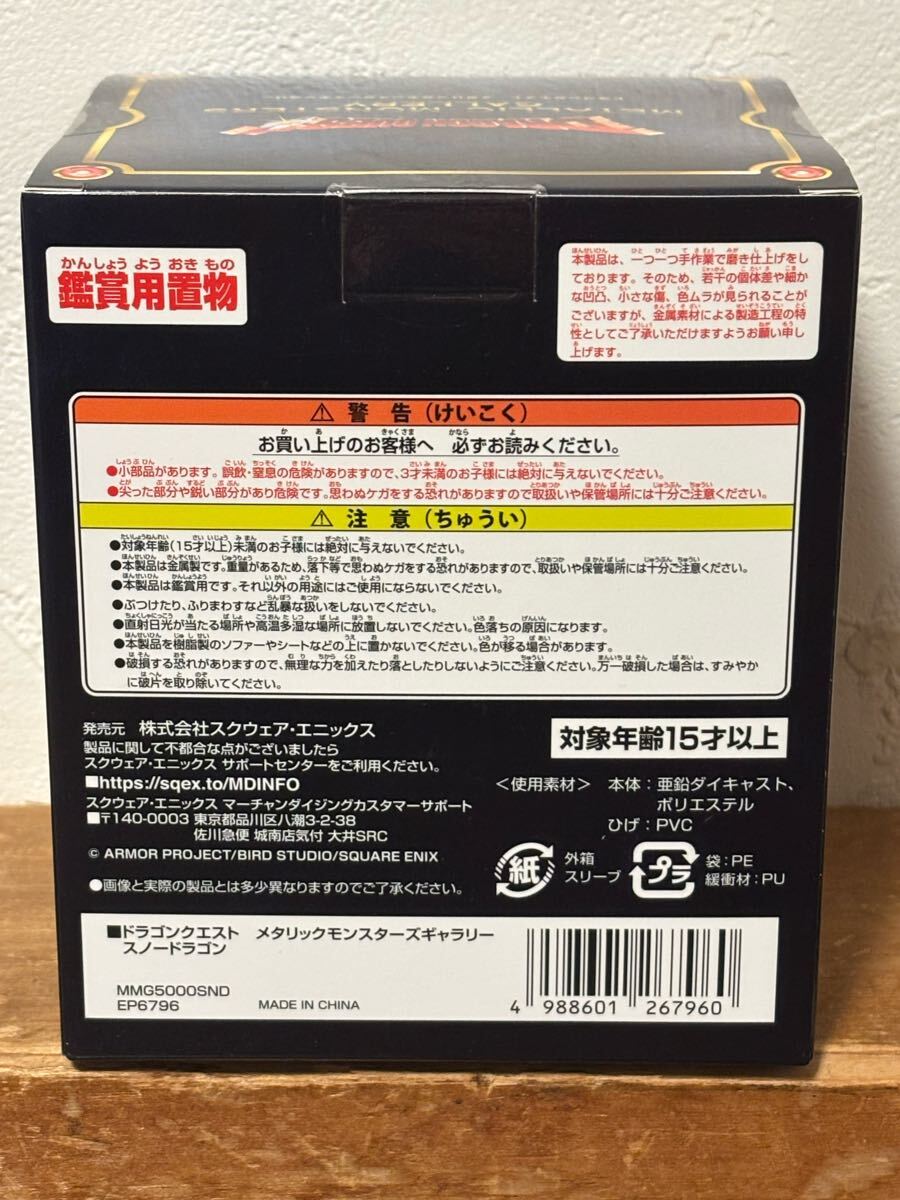 METALLIC MONSTERS
GALLERY
かんしょう よう おき もの
鑑賞用置物
本製品は、一つ一つ手作業で磨き仕上げをし
ております。そのため、若干の個体差や細か
な凹凸、小さな傷、色ムラが見られることが
ございますが、金属素材による製造工程の特
性としてご了承いただけますようお願い申し
上げます。
⚠ 警告(けいこく)
お買い上げのお客様へ 必ずお読みください。
●小部品があります。誤飲・窒息の危険がありますので、3才未満のお子様には絶対に与えないでください。
●尖った部分や鋭い部分があり危険です。思わぬケガをする恐れがありますので取扱いや保管場所には十分ご注意ください。
⚠ 注意(ちゅうい)
●対象年齢(15才以上)未満のお子様には絶対に与えないでください。
●本製品は金属製です。重量があるため、落下等で思わぬケガをする恐れがありますので、取扱いや保管場所には十分ご注意ください。
●本製品は鑑賞用です。それ以外の用途にはご使用にならないでください。
●ぶつけたり、ふりまわすなど乱暴な扱いをしないでください。
●直射日光が当たる場所や高温多湿な場所に放置しないでください。色落ちの原因になります。
●本製品を樹脂製のソファーやシートなどの上に置かないでください。色が移る場合があります。
●破損する恐れがありますので、無理な力を加えたり落としたりしないようにご注意ください。万一破損した場合は、すみやか
に破片を取り除いてください。
発売元 株式会社スクウェア・エニックス
製品に関して不都合な点がございましたら
スクウェア・エニックス サポートセンターをご利用ください。
■https://sqex.to/MDINFO
スクウェア・エニックス マーチャンダイジングカスタマーサポート
■〒140-0003 東京都品川区八潮3-2-38
佐川急便 城南店気付 大井SRC
© ARMOR PROJECT/BIRD STUDIO/SQUARE ENIX
●画像と実際の製品とは多少異なりますのでご了承ください。
対象年齢15才以上
<使用素材> 本体:亜鉛ダイキャスト、
ポリエステル
ひげ:PVC
紙 外箱
スリーブ
プラ 袋:PE
緩衝材:PU
■ドラゴンクエスト メタリックモンスターズギャラリー
スノードラゴン
MMG5000SND
EP6796
MADE IN CHINA
4 988601 267960